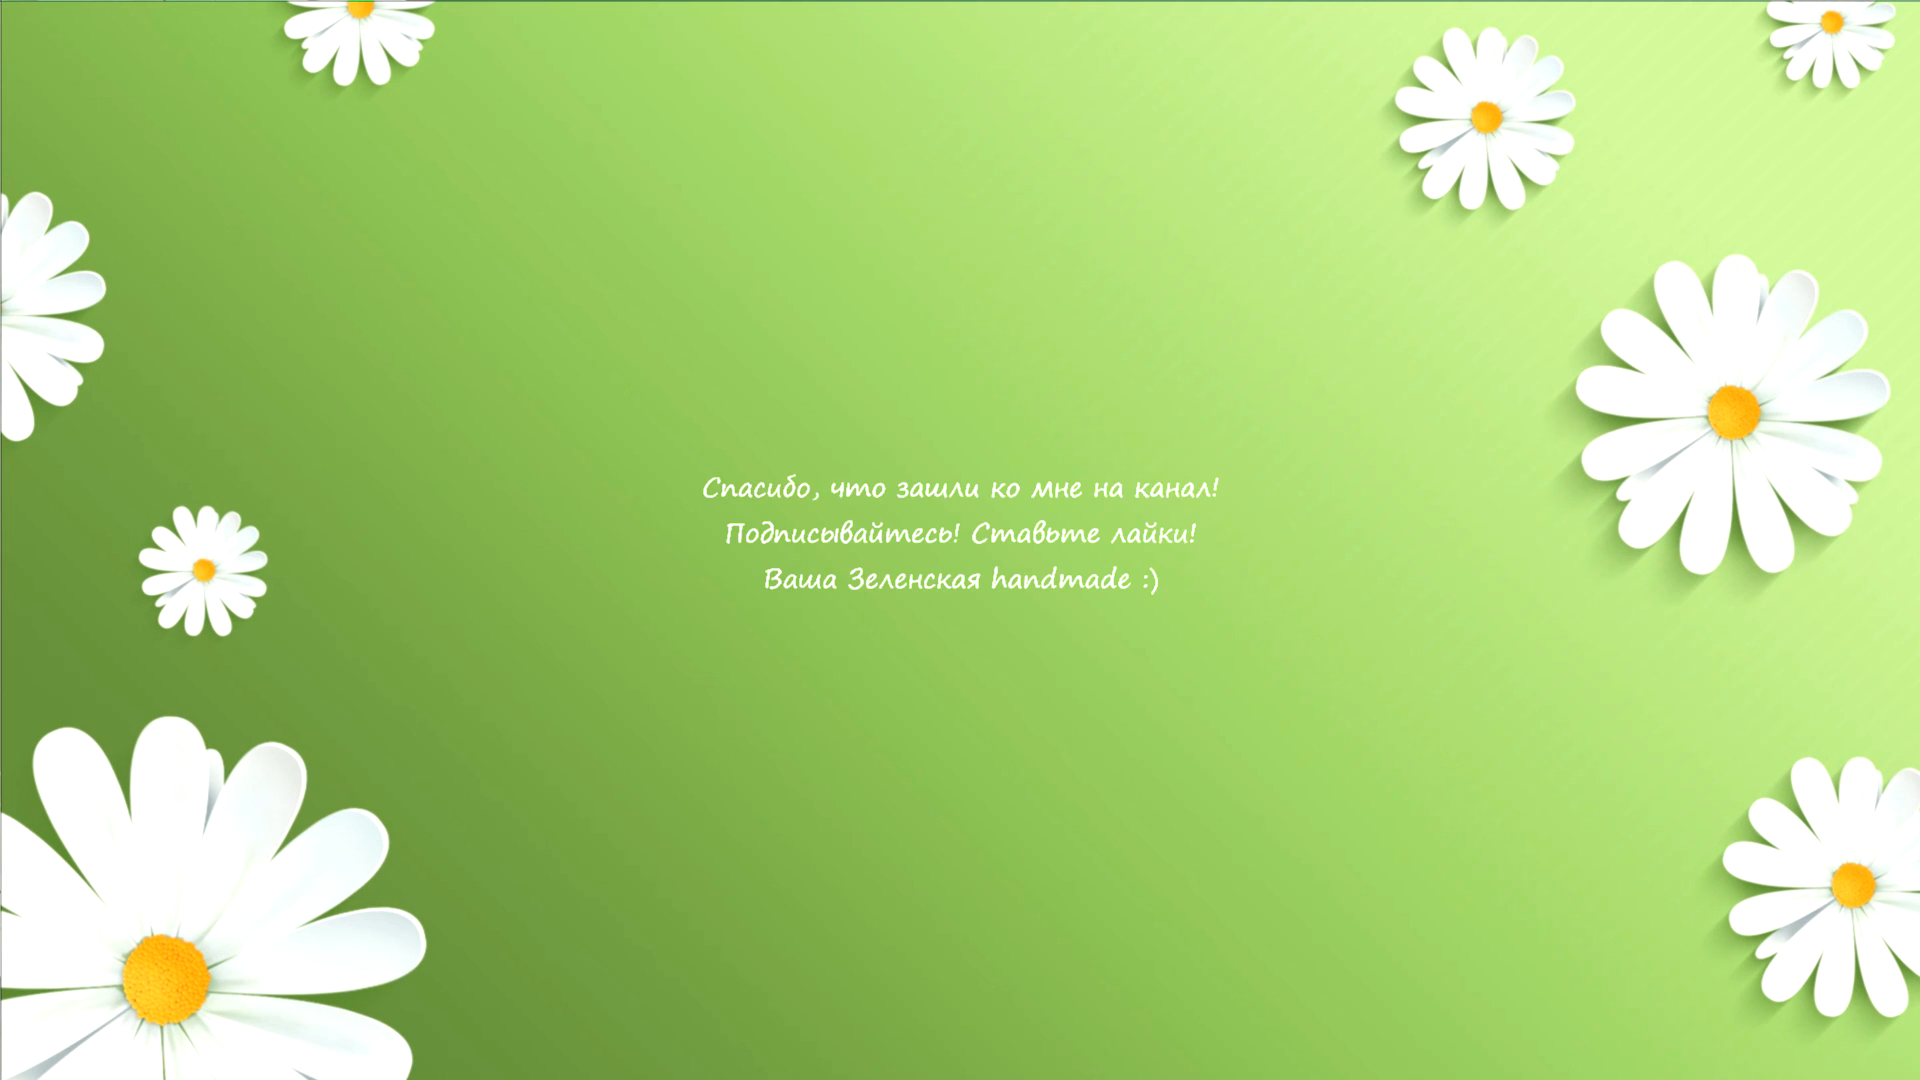 Спасибо, что зашли ко мне на канал!
Подписывайтесь! Ставьте лайки!
Ваша Зеленская handmade :)